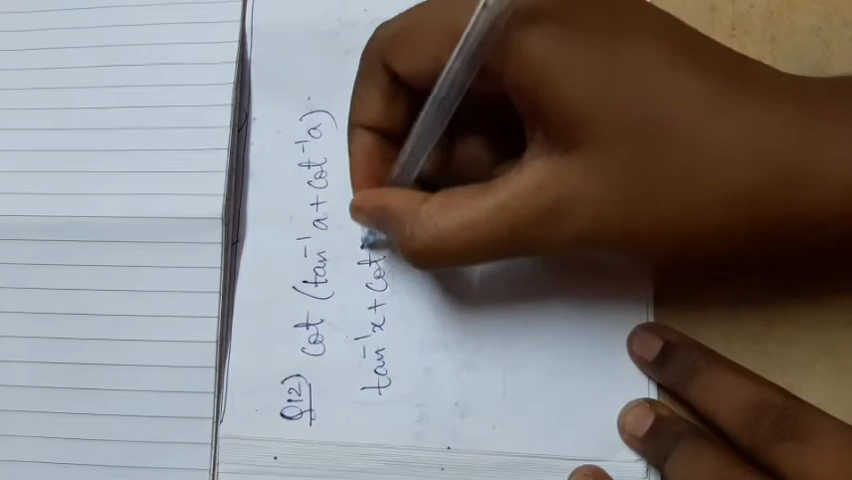 Q12) cot (tan⁻¹a + cot⁻¹a)
tan⁻¹x + cot